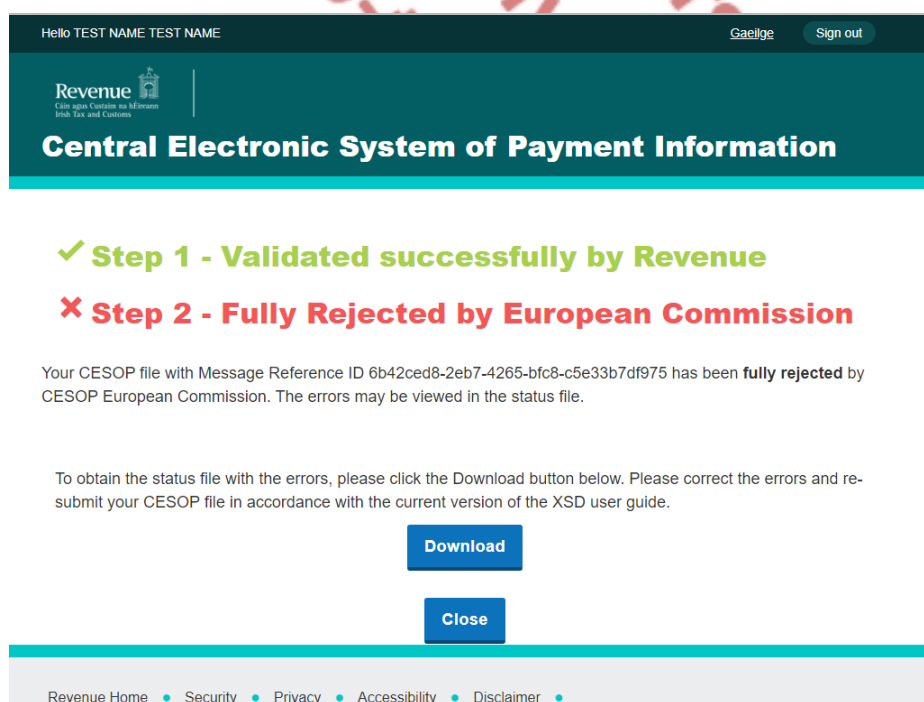 Hello TEST NAME TEST NAME
Gaeilge
Sign out
Revenue
Cáin agus Custaim na hÉireann
Irish Tax and Customs
Central Electronic System of Payment Information
Step 1 - Validated successfully by Revenue
Step 2 - Fully Rejected by European Commission
Your CESOP file with Message Reference ID 6b42ced8-2eb7-4265-bfc8-c5e33b7df975 has been fully rejected by
CESOP European Commission. The errors may be viewed in the status file.
To obtain the status file with the errors, please click the Download button below. Please correct the errors and re-
submit your CESOP file in accordance with the current version of the XSD user guide.
Download
Close
Revenue Home • Security • Privacy • Accessibility • Disclaimer •